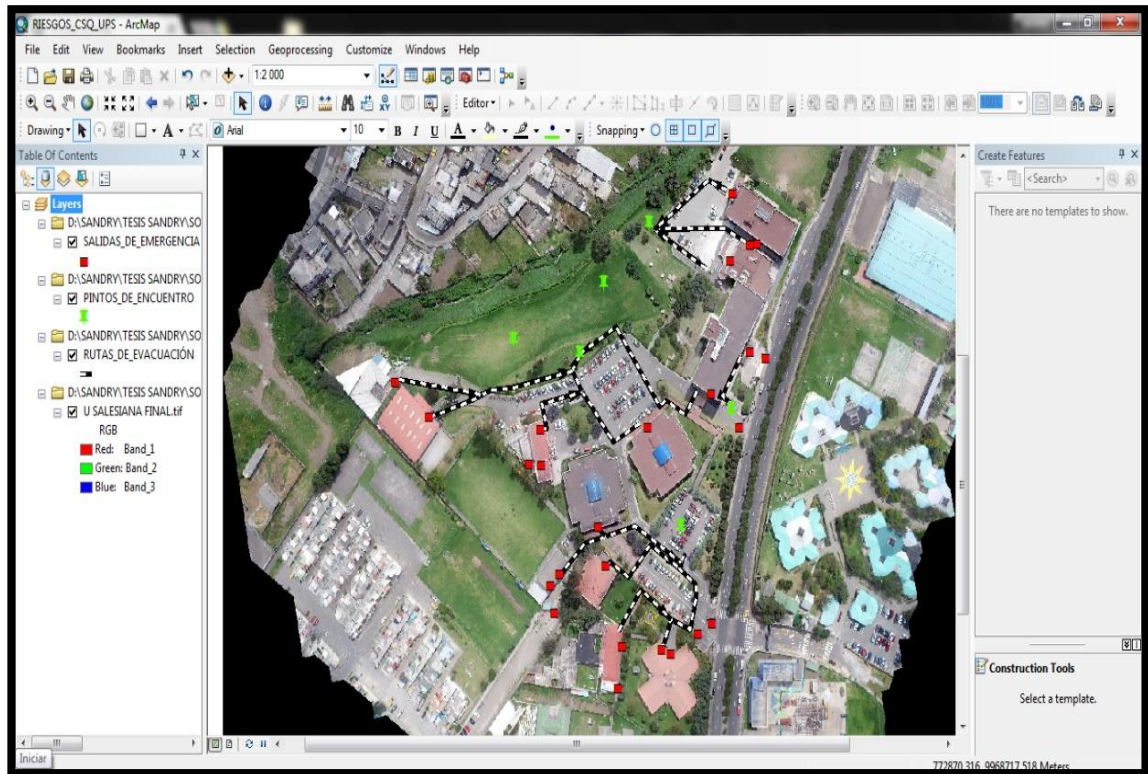 RIESGOS_CSQ_UPS - ArcMap
File Edit View Bookmarks Insert Selection Geoprocessing Customize Windows Help
1:2 000
Editor
100%
Drawing A Arial 10 B I U A Snapping
Table Of Contents
Create Features
<Search>
There are no templates to show.
Layers
D:\SANDRY\TESIS SANDRY\SO
SALIDAS_DE_EMERGENCIA
D:\SANDRY\TESIS SANDRY\SO
PINTOS_DE_ENCUENTRO
D:\SANDRY\TESIS SANDRY\SO
RUTAS_DE_EVACUACIÓN
D:\SANDRY\TESIS SANDRY\SO
U SALESIANA FINAL.tif
RGB
Red: Band_1
Green: Band_2
Blue: Band_3
Construction Tools
Select a template.
Iniciar
772870,316 9968717,518 Meters